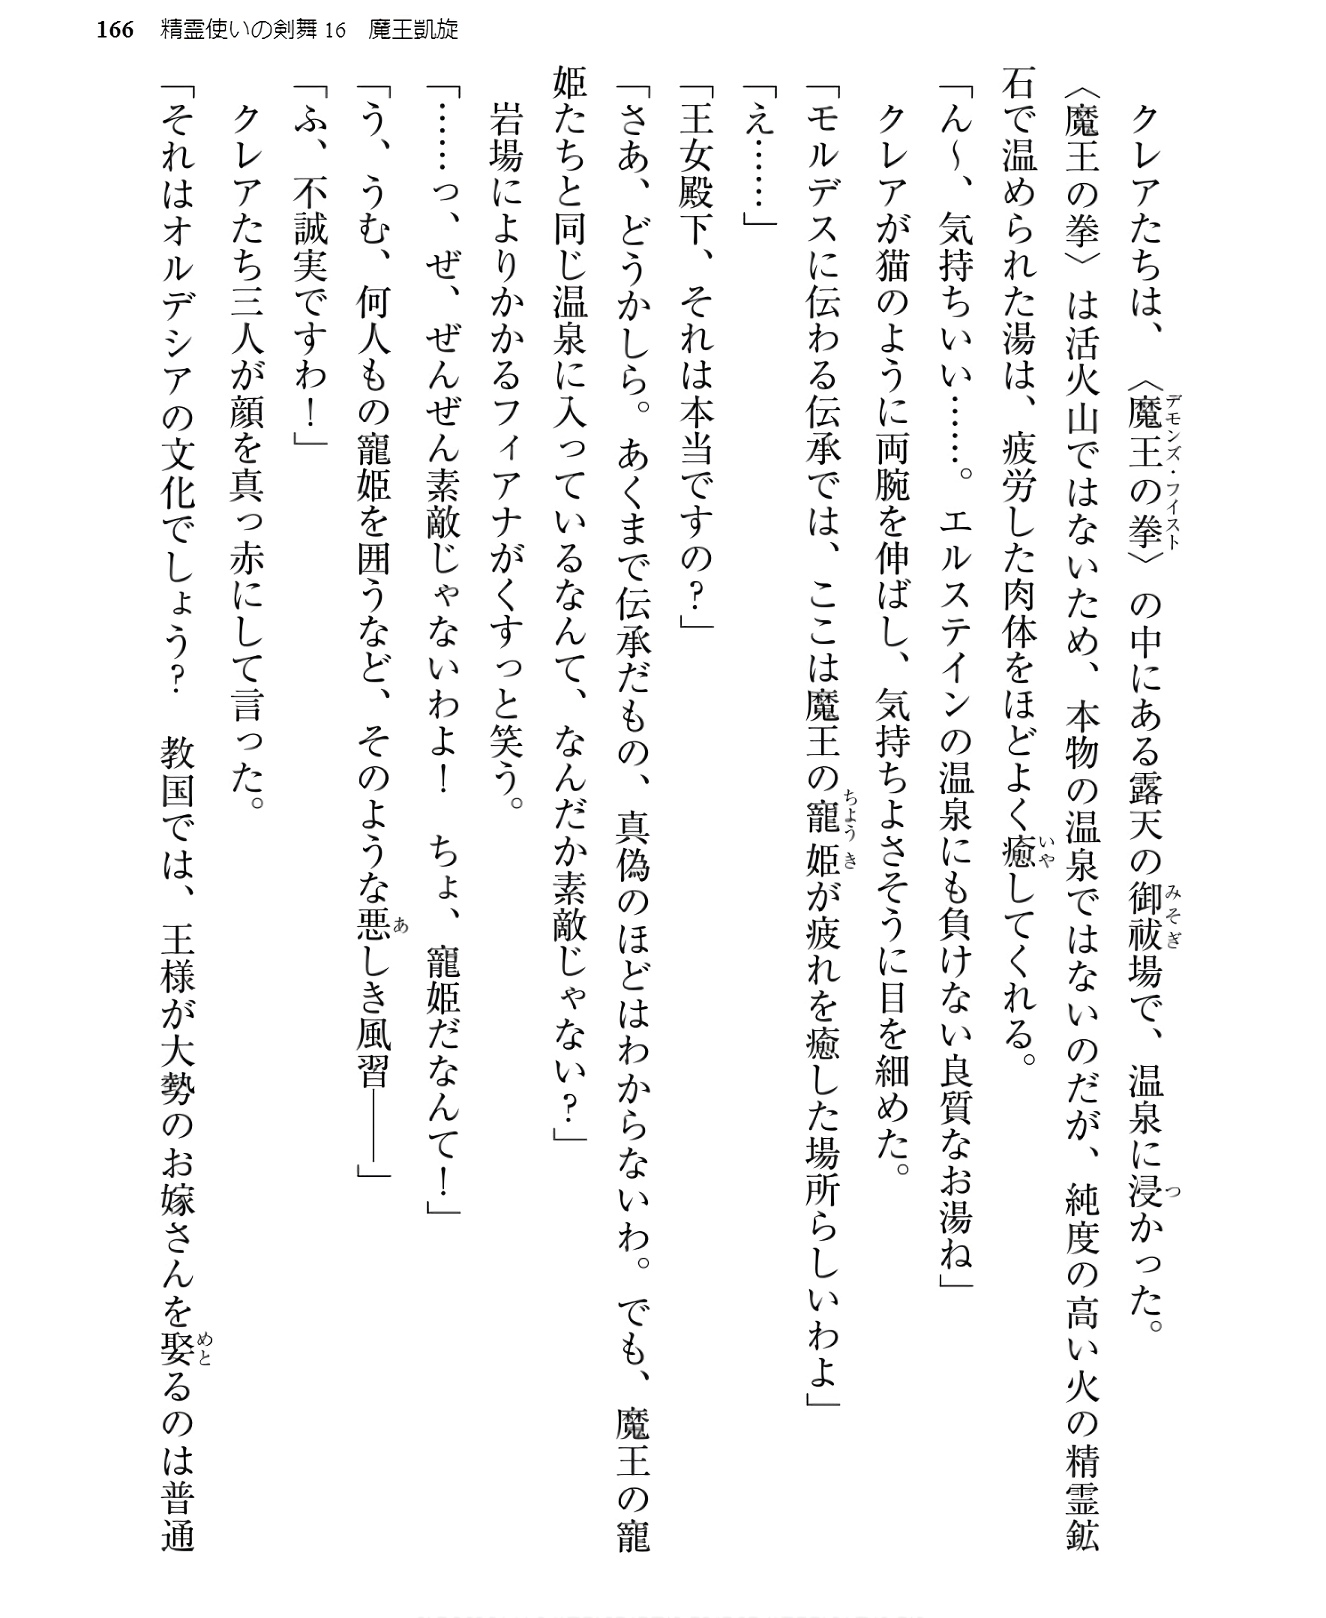 166 精霊使いの剣舞16 魔王凱旋
　クレアたちは、〈魔王の拳〉の中にある露天の御祓場で、温泉に浸かった。
デモンズ・フィスト
みそぎ
つ
〈魔王の拳〉は活火山ではないため、本物の温泉ではないのだが、純度の高い火の精霊鉱
石で温められた湯は、疲労した肉体をほどよく癒してくれる。
いや
「ん～、気持ちいい……。エルステインの温泉にも負けない良質なお湯ね」
　クレアが猫のように両腕を伸ばし、気持ちよさそうに目を細めた。
「モルデスに伝わる伝承では、ここは魔王の寵姫が疲れを癒した場所らしいわよ」
ちょうき
「え……」
「王女殿下、それは本当ですの？」
「さあ、どうかしら。あくまで伝承だもの、真偽のほどはわからないわ。でも、魔王の寵
姫たちと同じ温泉に入っているなんて、なんだか素敵じゃない？」
　岩場によりかかるフィアナがくすっと笑う。
「……っ、ぜ、ぜんぜん素敵じゃないわよ！　ちょ、寵姫だなんて！」
「う、うむ、何人もの寵姫を囲うなど、そのような悪しき風習――」
あ
「ふ、不誠実ですわ！」
　クレアたち三人が顔を真っ赤にして言った。
「それはオルデシアの文化でしょう？　教国では、王様が大勢のお嫁さんを娶るのは普通
めと